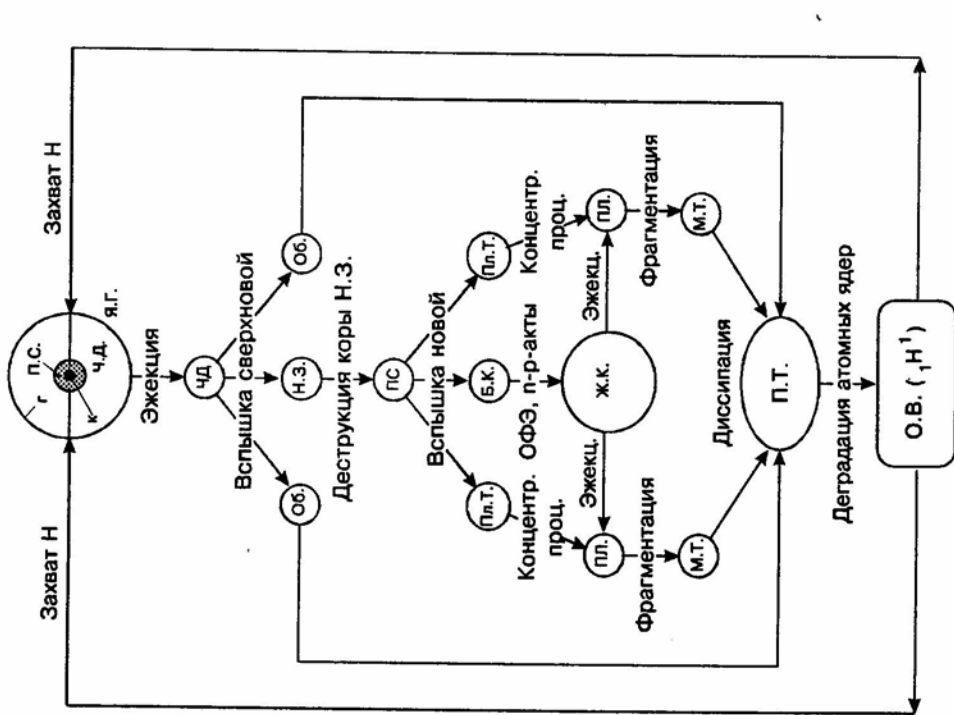 Захват Н
Захват Н
п.С.
Г
Ч.Д.
К
Я.Г.
Эжекция
ЧД
Вспышка сверхновой
Об.
Н.З.
Об.
Деструкция коры Н.З.
ПС
Вспышка новой
Пл.Т.
Б.К.
Пл.Т.
Концентр.
проц.
ОФЭ, п-р-акты
Концентр.
проц.
Ж.К.
Эжекц.
Эжекц.
ПЛ.
ПЛ.
Фрагментация
Фрагментация
М.Т.
М.Т.
Диссипация
П.Т.
Деградация атомных ядер
О.В. (₁Н¹)